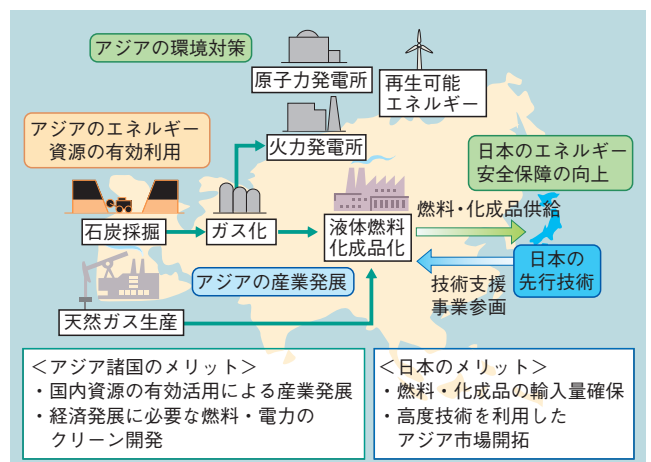 アジアの環境対策
原子力発電所
再生可能
エネルギー
アジアのエネルギー
資源の有効利用
火力発電所
日本のエネルギー
安全保障の向上
石炭採掘
ガス化
液体燃料
化成品化
燃料・化成品供給
アジアの産業発展
技術支援
事業参画
日本の
先行技術
天然ガス生産
＜アジア諸国のメリット＞
・国内資源の有効活用による産業発展
・経済発展に必要な燃料・電力の
クリーン開発
＜日本のメリット＞
・燃料・化成品の輸入量確保
・高度技術を利用した
アジア市場開拓